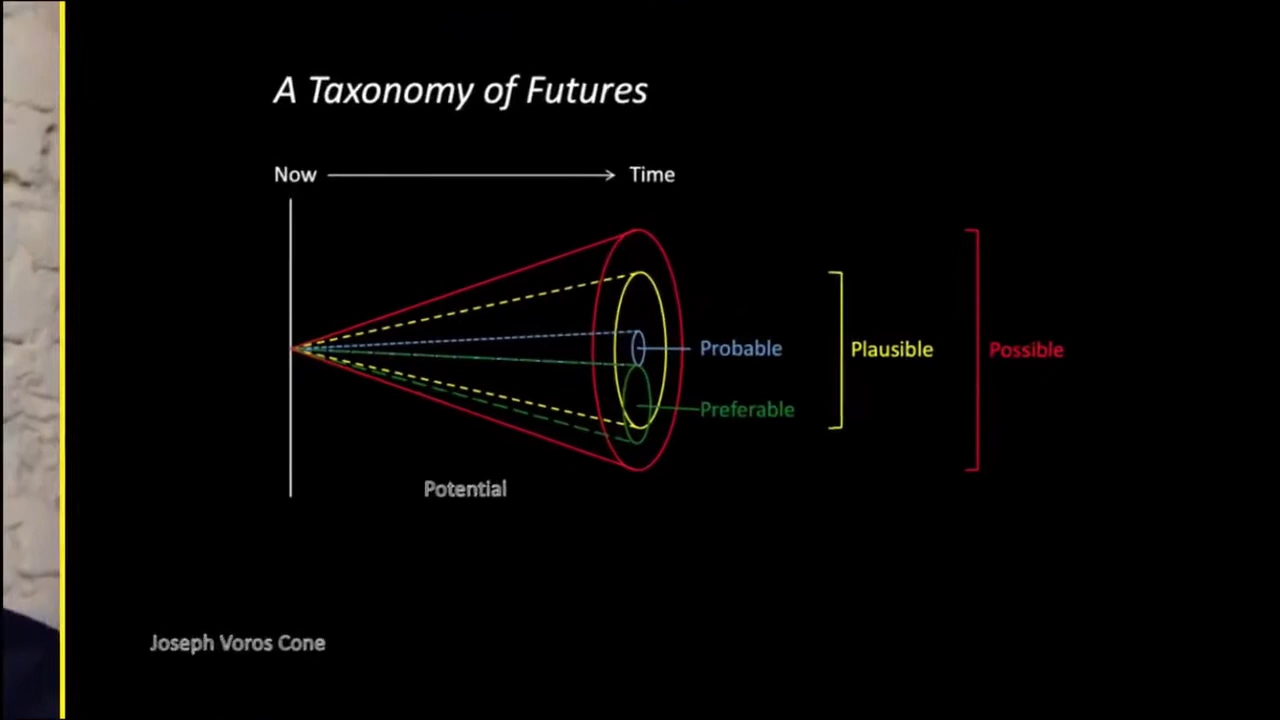 A Taxonomy of Futures
Now
Time
Probable
Plausible
Possible
Preferable
Potential
Joseph Voros Cone